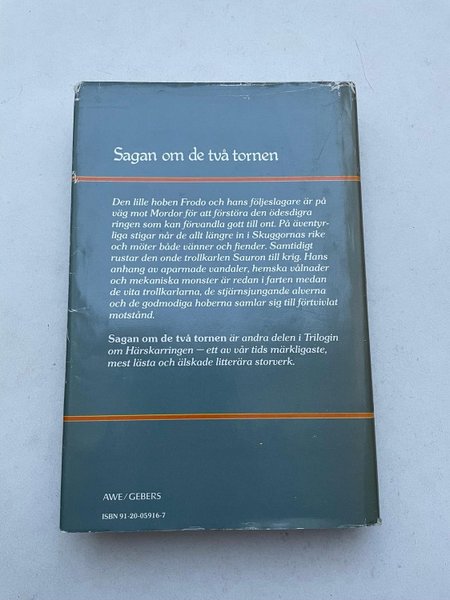 Sagan om de två tornen
Den lille hoben Frodo och hans följeslagare är på
väg mot Mordor för att förstöra den ödesdigra
ringen som kan förvandla gott till ont. På äventyr-
liga stigar når de allt längre in i Skuggornas rike
och möter både vänner och fiender. Samtidigt
rustar den onde trollkarlen Sauron till krig. Hans
anhang av aparmade vandaler, hemska vålnader
och mekaniska monster är redan i farten medan
de vita trollkarlarna, de stjärnsjungande alverna
och de godmodiga hoberna samlar sig till förtvivlat
motstånd.
Sagan om de två tornen är andra delen i Trilogin
om Härskarringen — ett av vår tids märkligaste,
mest lästa och älskade litterära storverk.
AWE/GEBERS
ISBN 91-20-05916-7